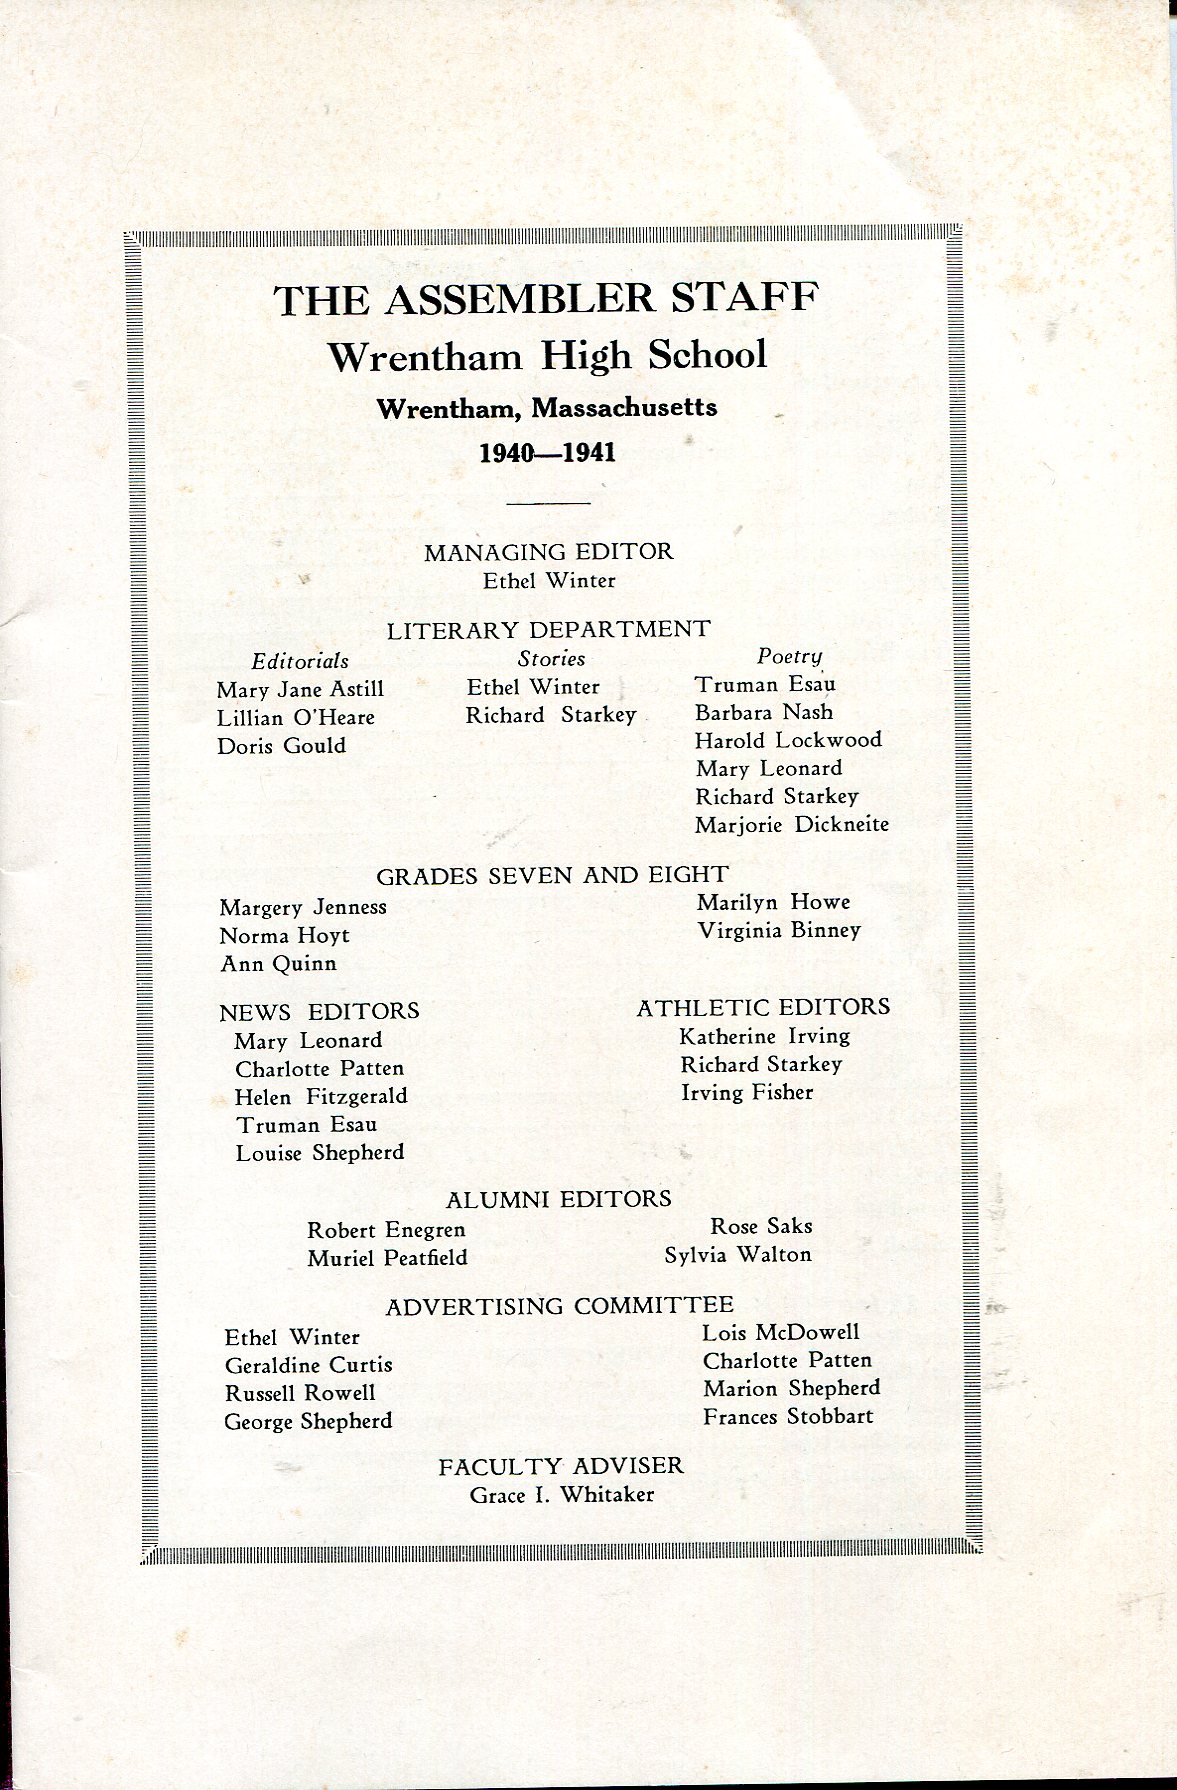 THE ASSEMBLER STAFF
Wrentham High School
Wrentham, Massachusetts
1940—1941
MANAGING EDITOR
Ethel Winter
LITERARY DEPARTMENT
Editorials
Mary Jane Astill
Lillian O'Heare
Doris Gould
Stories
Ethel Winter
Richard Starkey
Poetry
Truman Esau
Barbara Nash
Harold Lockwood
Mary Leonard
Richard Starkey
Marjorie Dickneite
GRADES SEVEN AND EIGHT
Margery Jenness
Norma Hoyt
Ann Quinn
Marilyn Howe
Virginia Binney
NEWS EDITORS
Mary Leonard
Charlotte Patten
Helen Fitzgerald
Truman Esau
Louise Shepherd
ATHLETIC EDITORS
Katherine Irving
Richard Starkey
Irving Fisher
ALUMNI EDITORS
Robert Enegren
Muriel Peatfield
Rose Saks
Sylvia Walton
ADVERTISING COMMITTEE
Ethel Winter
Geraldine Curtis
Russell Rowell
George Shepherd
Lois McDowell
Charlotte Patten
Marion Shepherd
Frances Stobbart
FACULTY ADVISER
Grace I. Whitaker